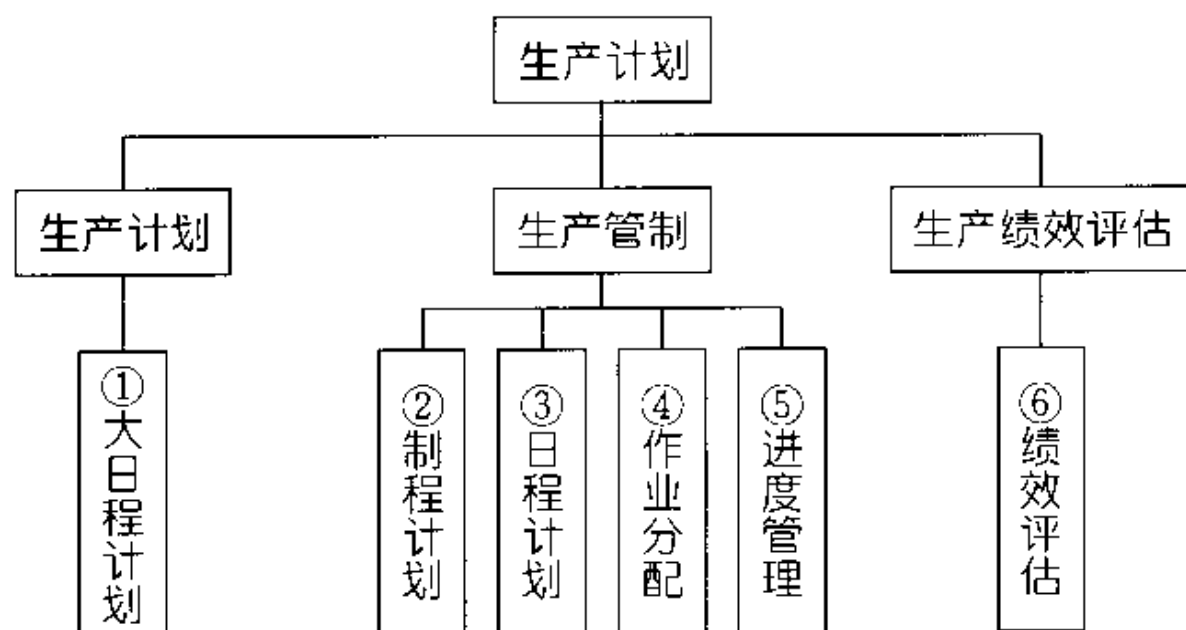 生产计划
生产计划
生产管制
生产绩效评估
①大日程计划
②制程计划
③日程计划
④作业分配
⑤进度管理
⑥绩效评估